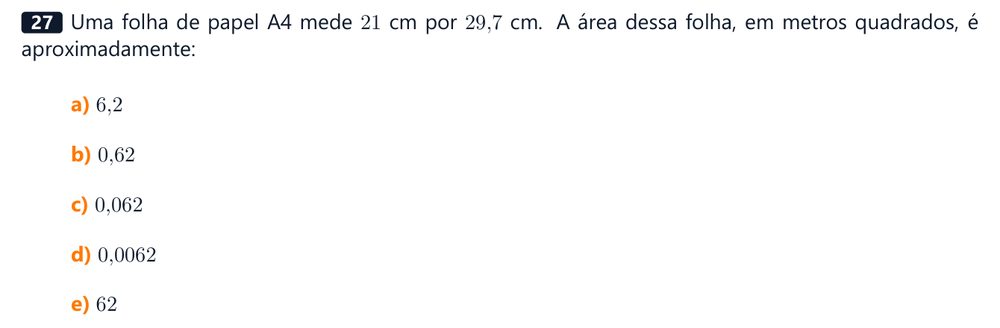 27 Uma folha de papel A4 mede 21 cm por 29,7 cm. A área dessa folha, em metros quadrados, é
aproximadamente:
a) 6,2
b) 0,62
c) 0,062
d) 0,0062
e) 62